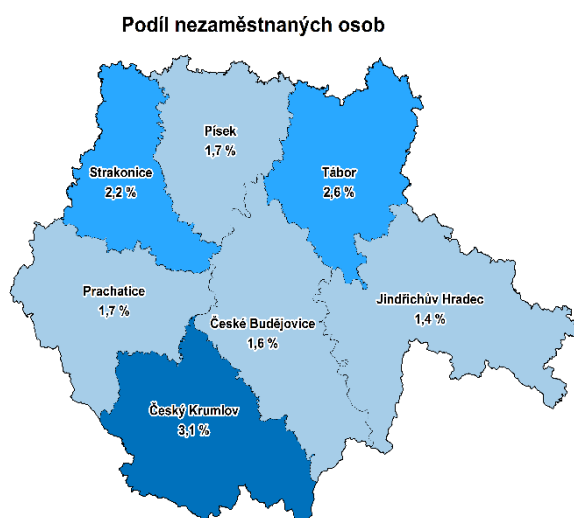 Podíl nezaměstnaných osob
Písek
1,7 %
Strakonice
2,2 %
Tábor
2,6 %
Prachatice
1,7 %
Jindřichův Hradec
1,4 %
České Budějovice
1,6 %
Český Krumlov
3,1 %